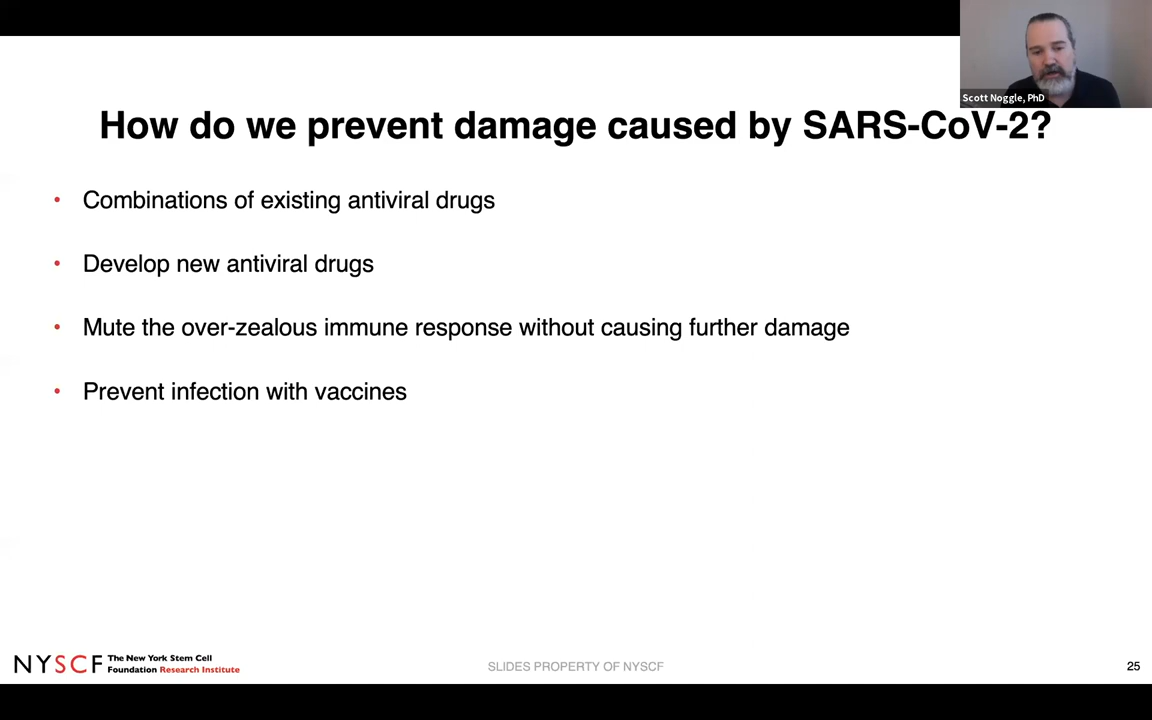 Scott Noggle, PhD
How do we prevent damage caused by SARS-CoV-2?
• Combinations of existing antiviral drugs
• Develop new antiviral drugs
• Mute the over-zealous immune response without causing further damage
• Prevent infection with vaccines
NYSCF The New York Stem Cell
Foundation Research Institute
SLIDES PROPERTY OF NYSCF
25